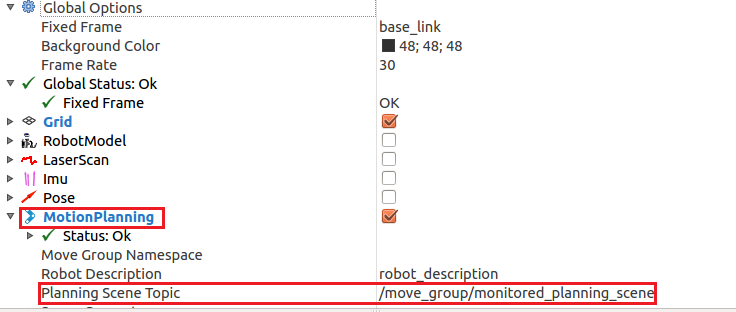 Global Options
Fixed Frame base_link
Background Color 48; 48; 48
Frame Rate 30
Global Status: Ok
Fixed Frame OK
Grid
RobotModel
LaserScan
Imu
Pose
MotionPlanning
Status: Ok
Move Group Namespace
Robot Description robot_description
Planning Scene Topic /move_group/monitored_planning_scene